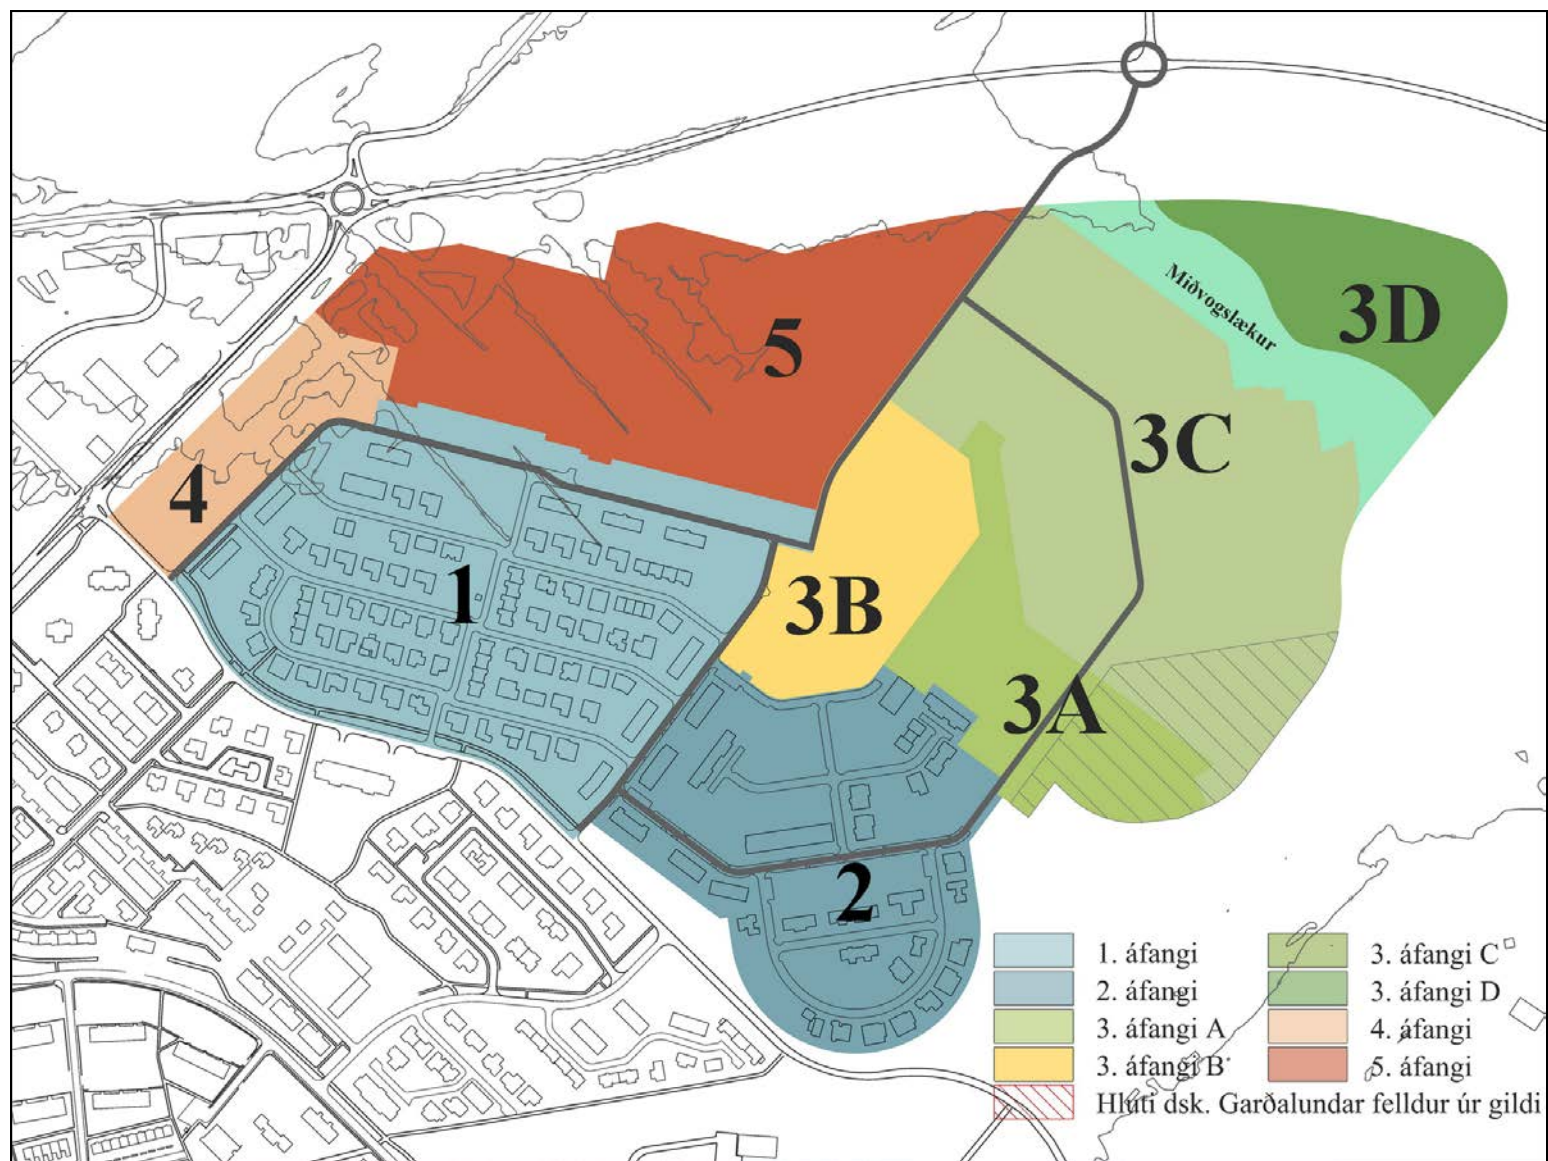 5
3D
Miðvogslækur
3C
4
1
3B
3A
2
1. áfangi
2. áfangi
3. áfangi A
3. áfangi B
3. áfangi C
3. áfangi D
4. áfangi
5. áfangi
Hluti dsk. Garðalundar felldur úr gildi